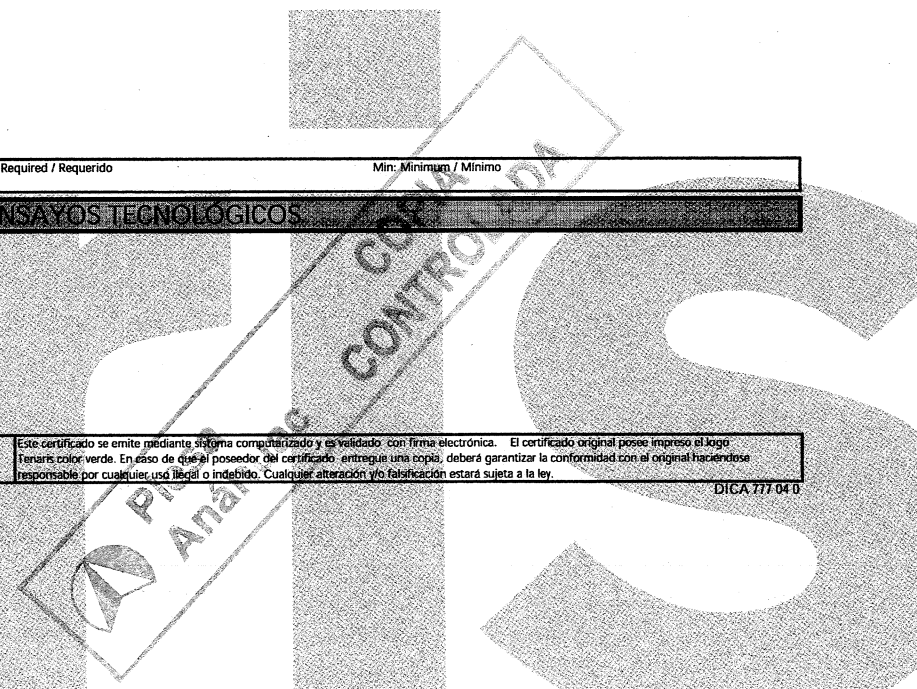 Required / Requerido Min: Minimum / Mínimo
NSAYOS TECNOLÓGICOS
COPIA
CONTROLADA
Este certificado se emite mediante sistema computarizado y es validado con firma electrónica. El certificado original posee impreso el logo
Tenaris color verde. En caso de que el poseedor del certificado entregue una copia, deberá garantizar la conformidad con el original haciéndose
responsable por cualquier uso ilegal o indebido. Cualquier alteración y/o falsificación estará sujeta a la ley.
DICA 777 04 0
Anáhuac
ris